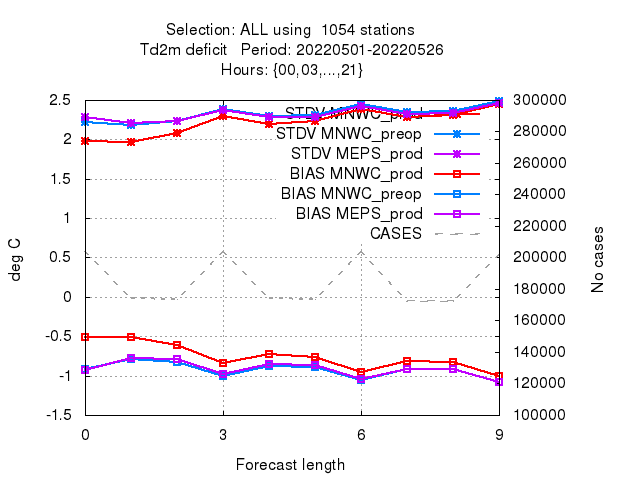 Selection: ALL using 1054 stations
Td2m deficit Period: 20220501-20220526
Hours: {00,03,...,21}
STDV MNWC_prod
STDV MNWC_preop
STDV MEPS_prod
BIAS MNWC_prod
BIAS MNWC_preop
BIAS MEPS_prod
CASES
2.5
2
1.5
1
0.5
0
-0.5
-1
-1.5
deg C
300000
280000
260000
240000
220000
200000
180000
160000
140000
120000
100000
No cases
0 3 6 9
Forecast length